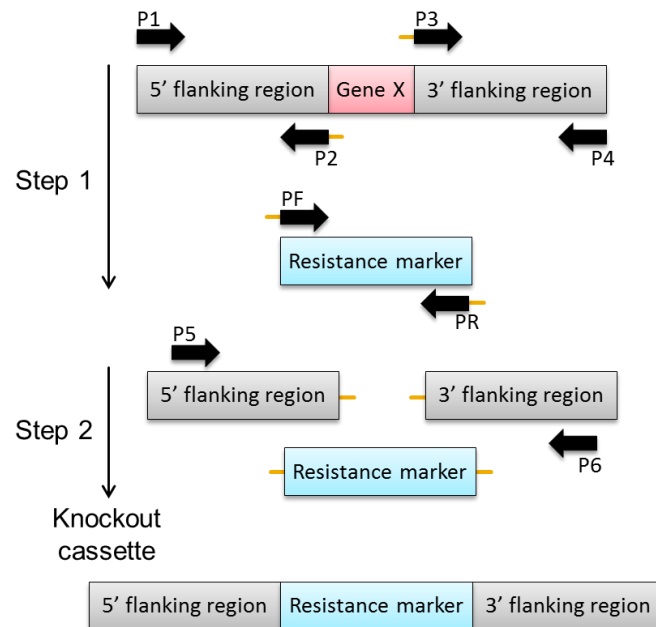 P1
P3
5’ flanking region
Gene X
3’ flanking region
P2
P4
Step 1
PF
Resistance marker
PR
P5
5’ flanking region
3’ flanking region
Step 2
P6
Resistance marker
Knockout
cassette
5’ flanking region
Resistance marker
3’ flanking region